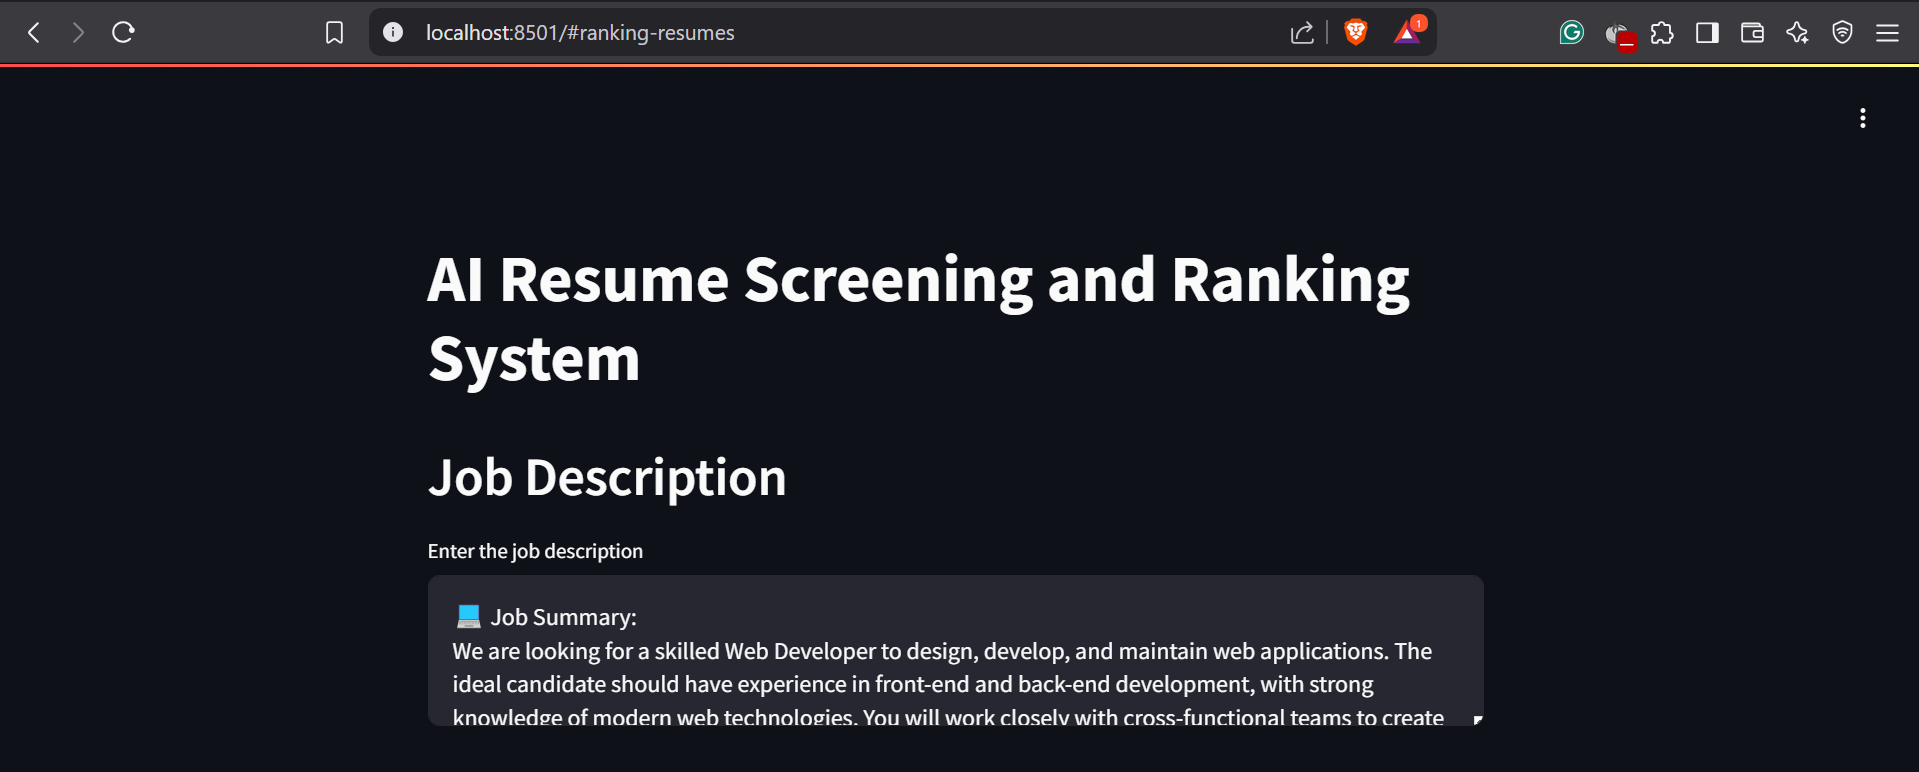 localhost:8501/#ranking-resumes
1
AI Resume Screening and Ranking
System
Job Description
Enter the job description
💻 Job Summary:
We are looking for a skilled Web Developer to design, develop, and maintain web applications. The
ideal candidate should have experience in front-end and back-end development, with strong
knowledge of modern web technologies. You will work closely with cross-functional teams to create